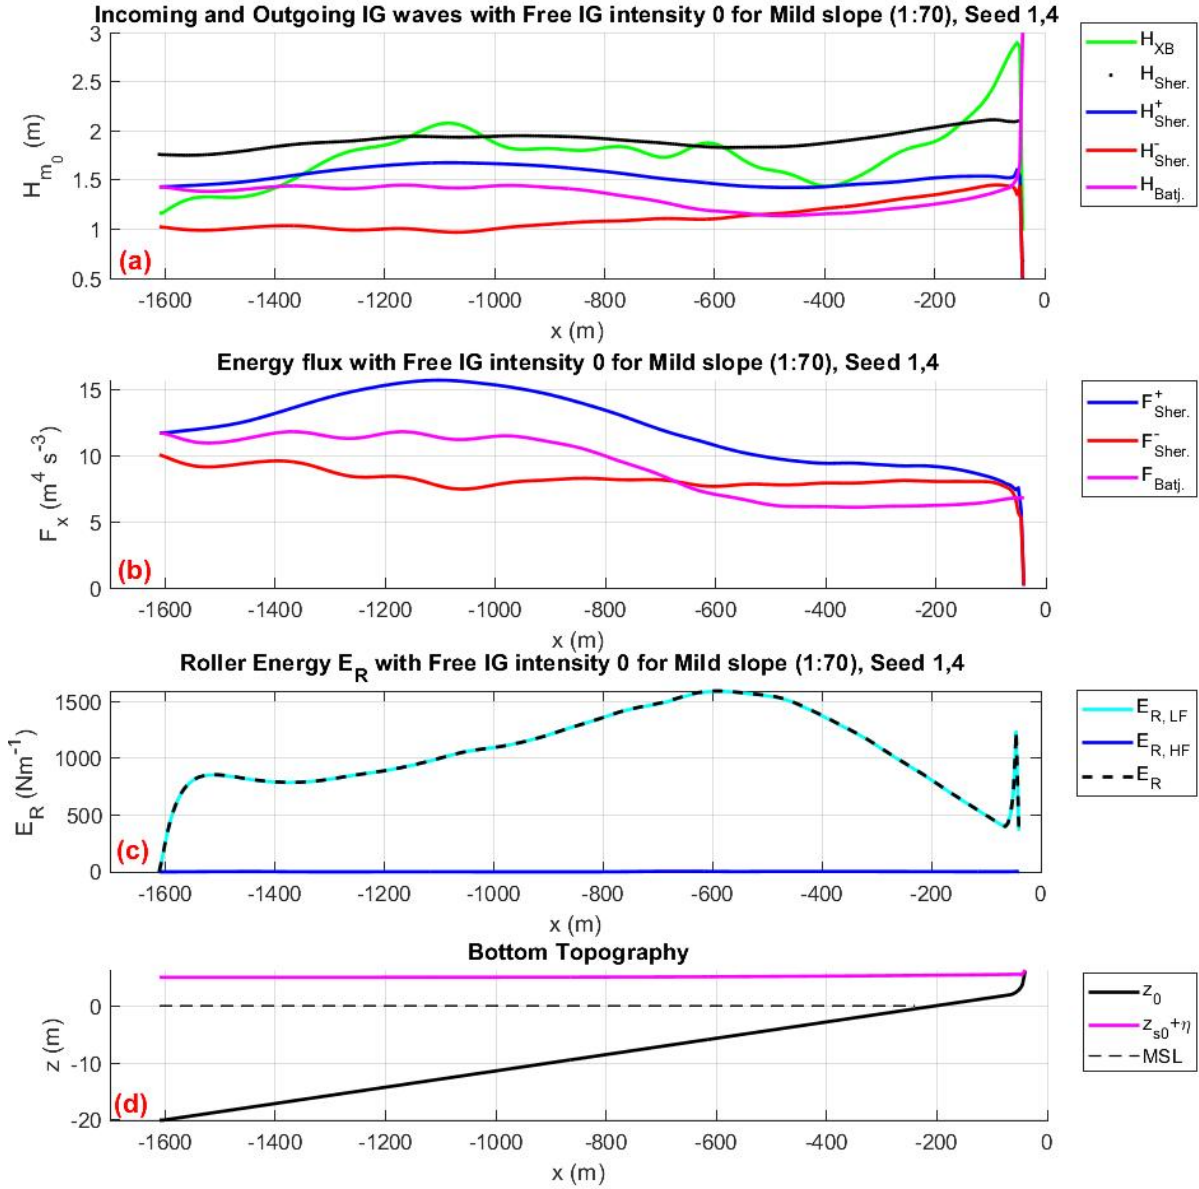 Incoming and Outgoing IG waves with Free IG intensity 0 for Mild slope (1:70), Seed 1,4
H_m_0 (m)
3
2.5
2
1.5
1
0.5
(a)
-1600 -1400 -1200 -1000 -800 -600 -400 -200 0
x (m)
H_XB
H_Sher.
H^+_Sher.
H^-_Sher.
H_Batj.
Energy flux with Free IG intensity 0 for Mild slope (1:70), Seed 1,4
F_x (m^4 s^-3)
15
10
5
0
(b)
-1600 -1400 -1200 -1000 -800 -600 -400 -200 0
x (m)
F^+_Sher.
F^-_Sher.
F_Batj.
Roller Energy E_R with Free IG intensity 0 for Mild slope (1:70), Seed 1,4
E_R (Nm^-1)
1500
1000
500
0
(c)
-1600 -1400 -1200 -1000 -800 -600 -400 -200 0
x (m)
E_R, LF
E_R, HF
E_R
Bottom Topography
z (m)
0
-10
-20
(d)
-1600 -1400 -1200 -1000 -800 -600 -400 -200 0
x (m)
z_0
z_s0+η
MSL